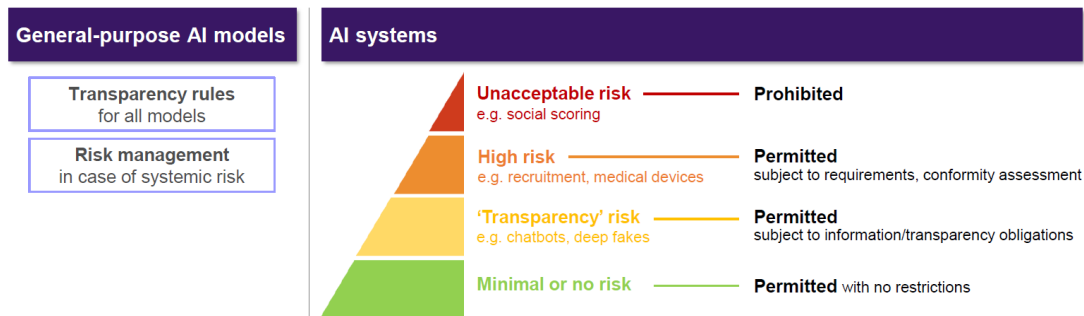 General-purpose AI models
Transparency rules
for all models
Risk management
in case of systemic risk
AI systems
Unacceptable risk
e.g. social scoring
Prohibited
High risk
e.g. recruitment, medical devices
Permitted
subject to requirements, conformity assessment
‘Transparency’ risk
e.g. chatbots, deep fakes
Permitted
subject to information/transparency obligations
Minimal or no risk
Permitted with no restrictions